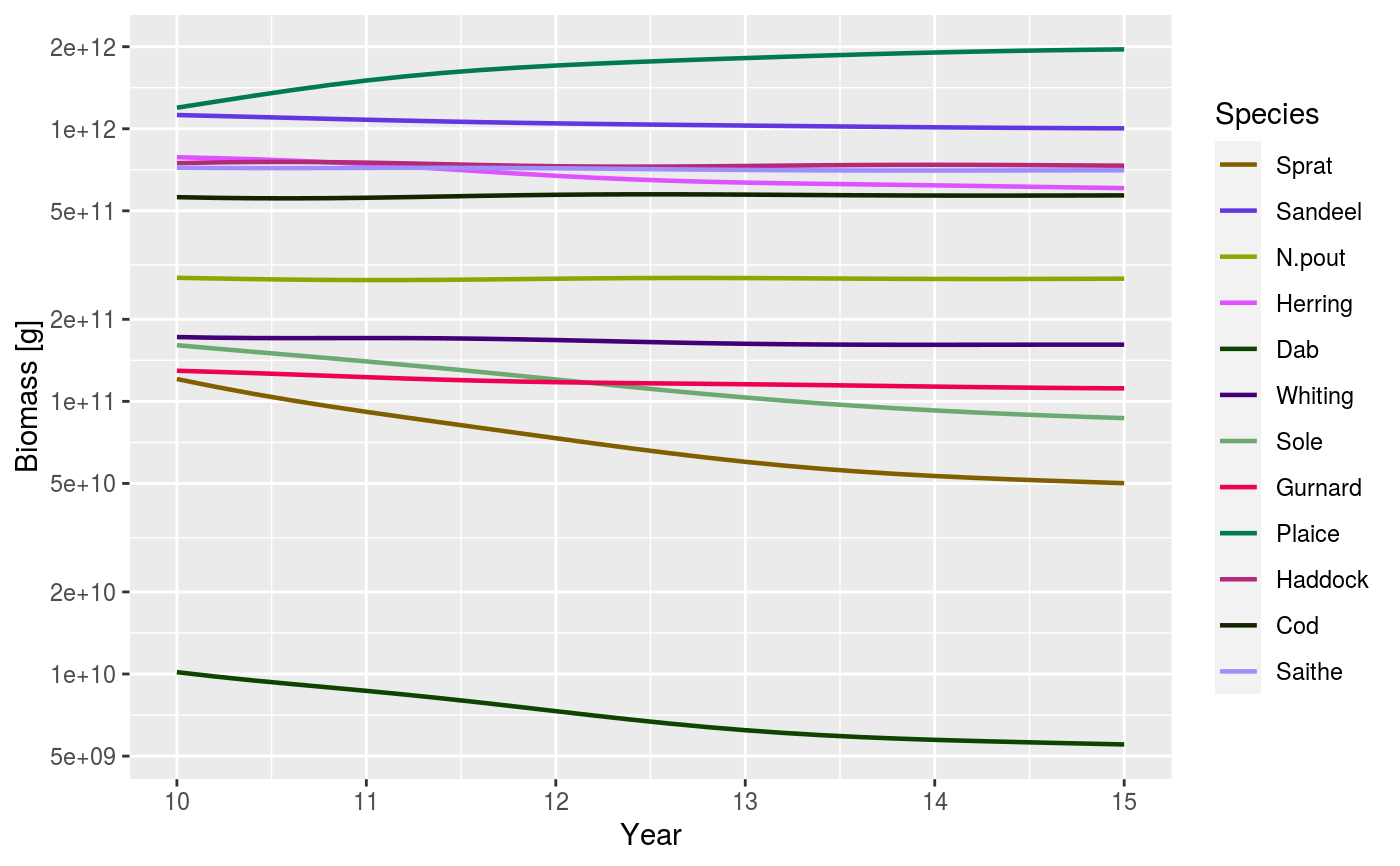 2e+12
1e+12
5e+11
2e+11
1e+11
5e+10
2e+10
1e+10
5e+09
Biomass [g]
10 11 12 13 14 15
Year
Species
Sprat
Sandeel
N.pout
Herring
Dab
Whiting
Sole
Gurnard
Plaice
Haddock
Cod
Saithe